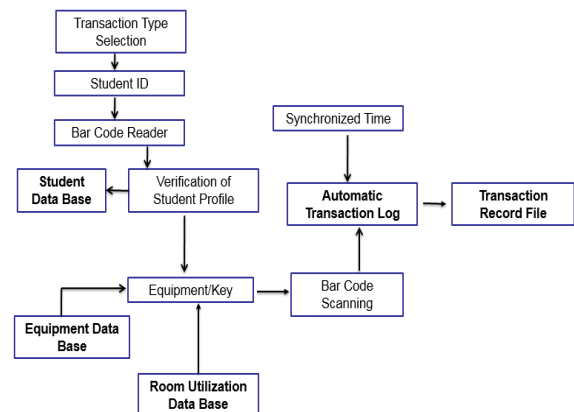 Transaction Type
Selection
Student ID
Bar Code Reader
Synchronized Time
Student
Data Base
Verification of
Student Profile
Automatic
Transaction Log
Transaction
Record File
Equipment/Key
Bar Code
Scanning
Equipment Data
Base
Room Utilization
Data Base